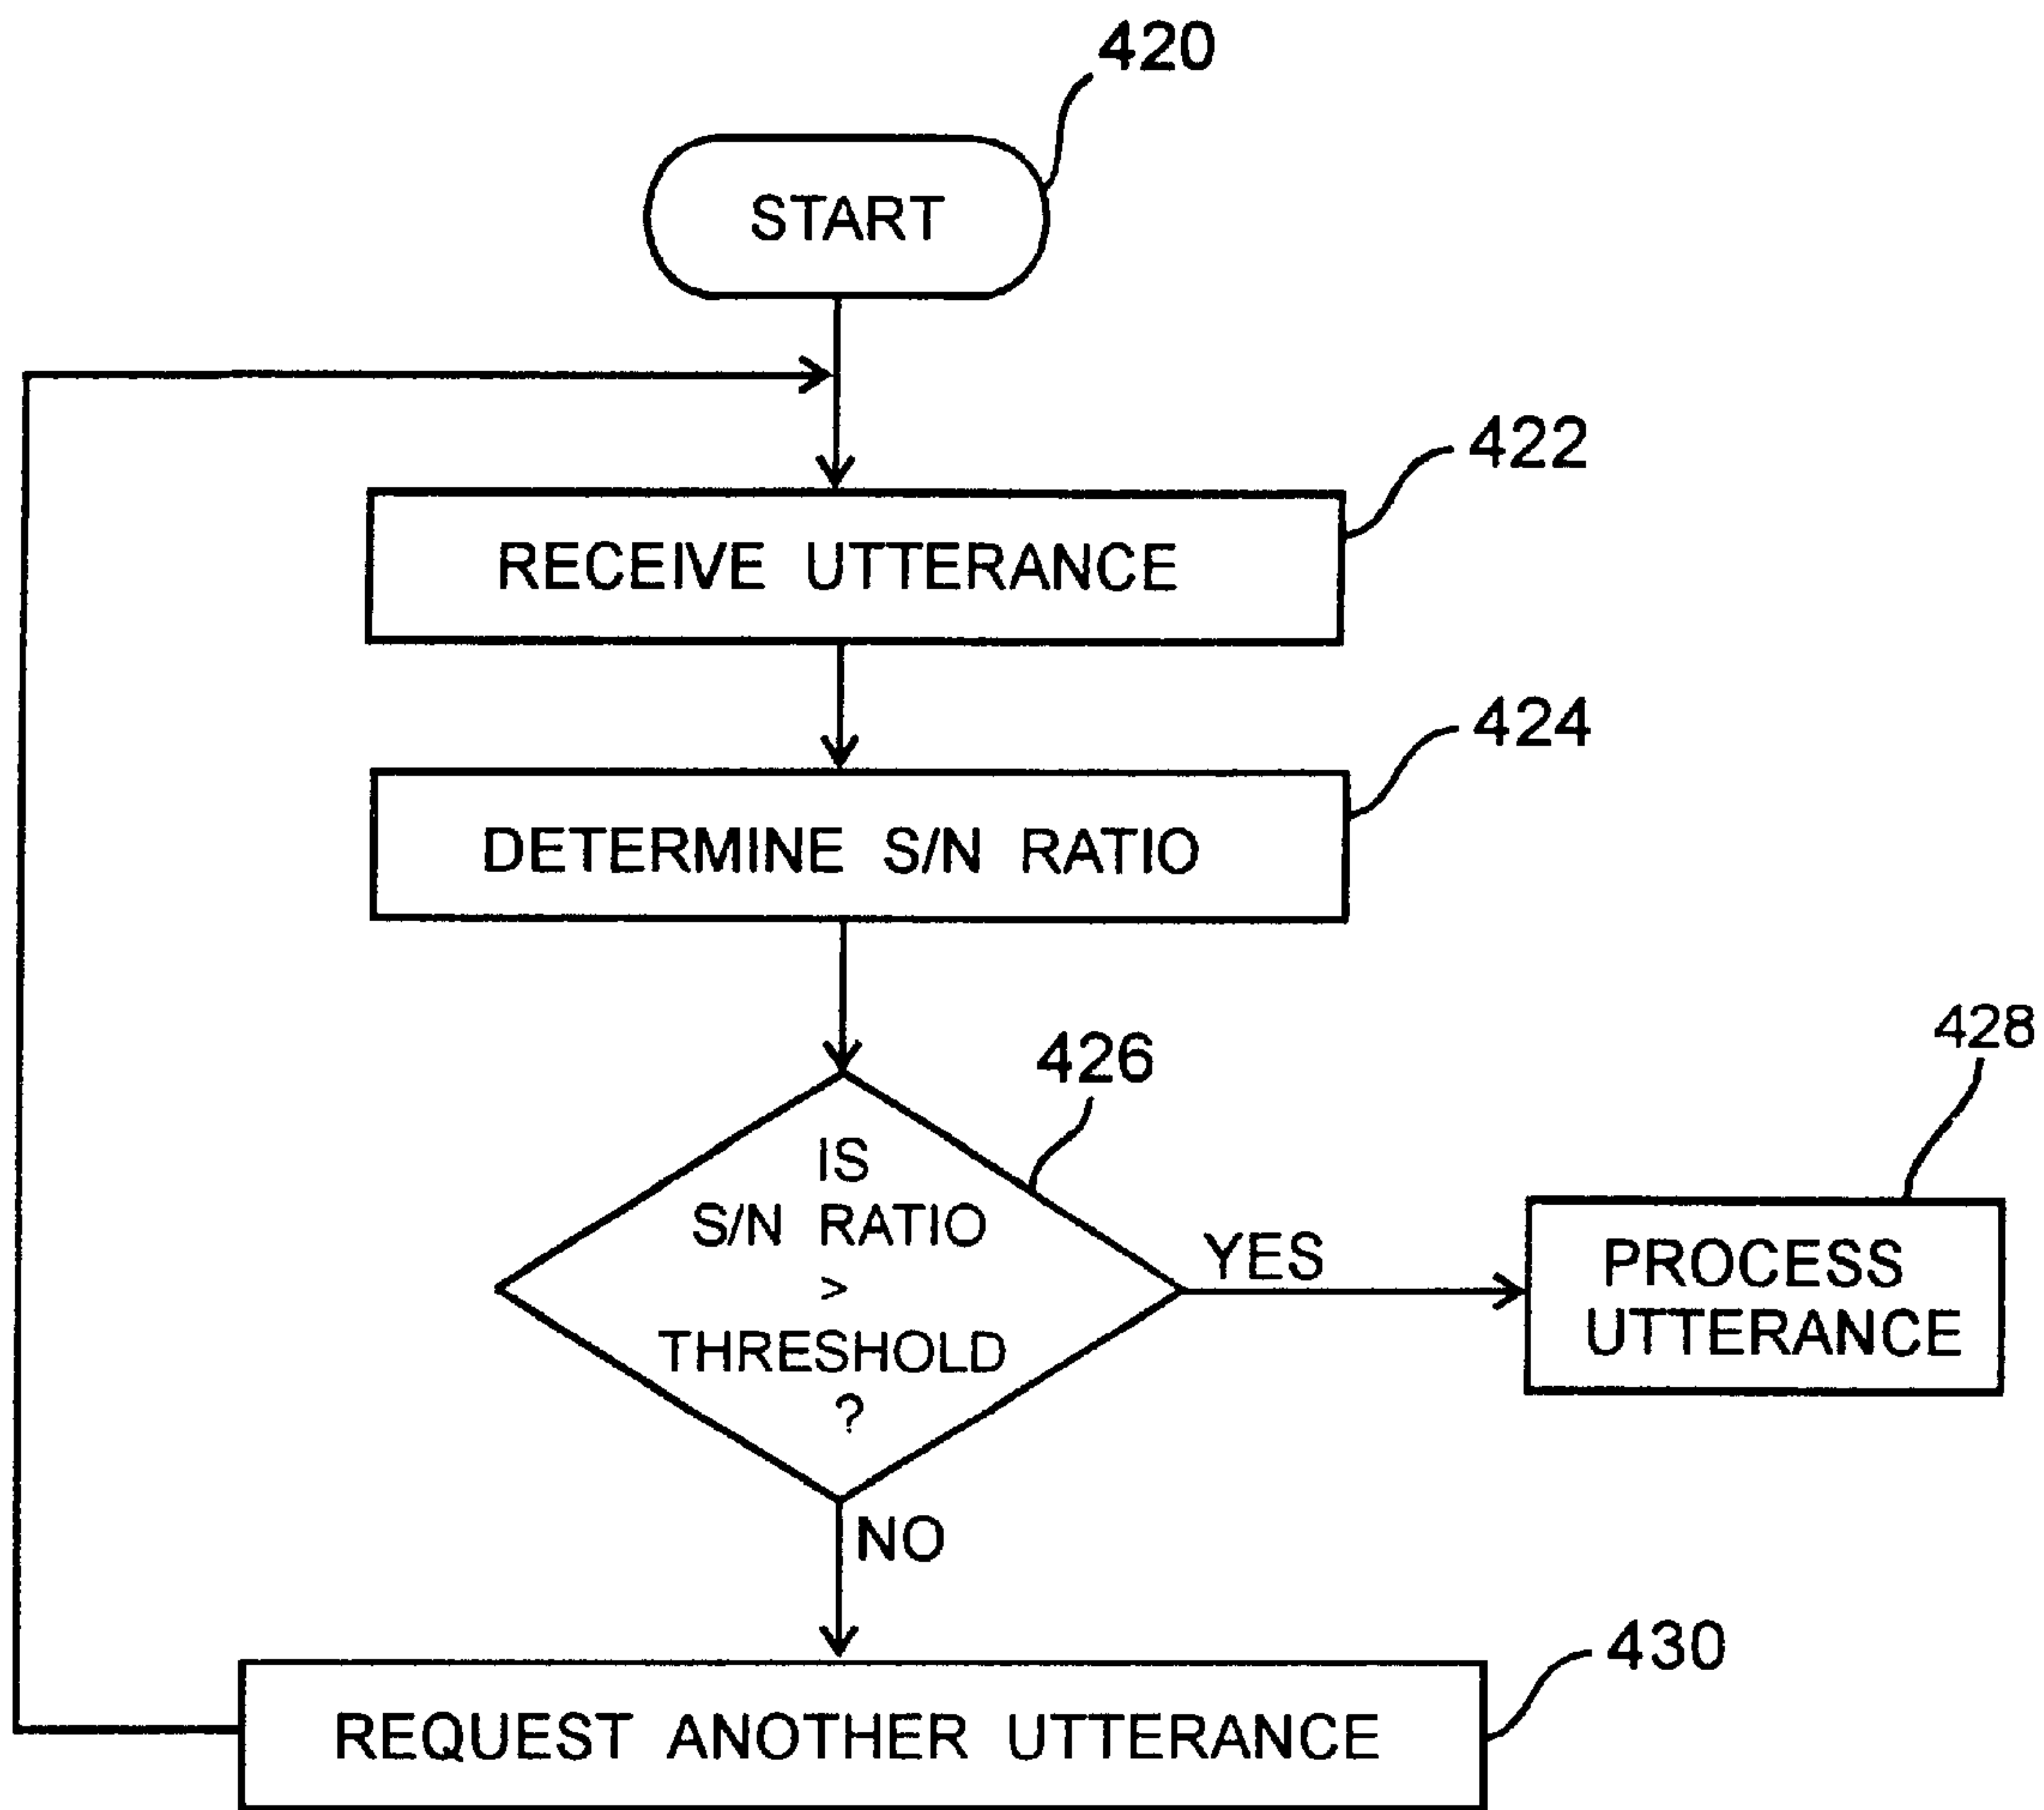 420
START
422
RECEIVE UTTERANCE
424
DETERMINE S/N RATIO
426
428
IS
S/N RATIO
>
THRESHOLD
?
YES
PROCESS
UTTERANCE
NO
430
REQUEST ANOTHER UTTERANCE